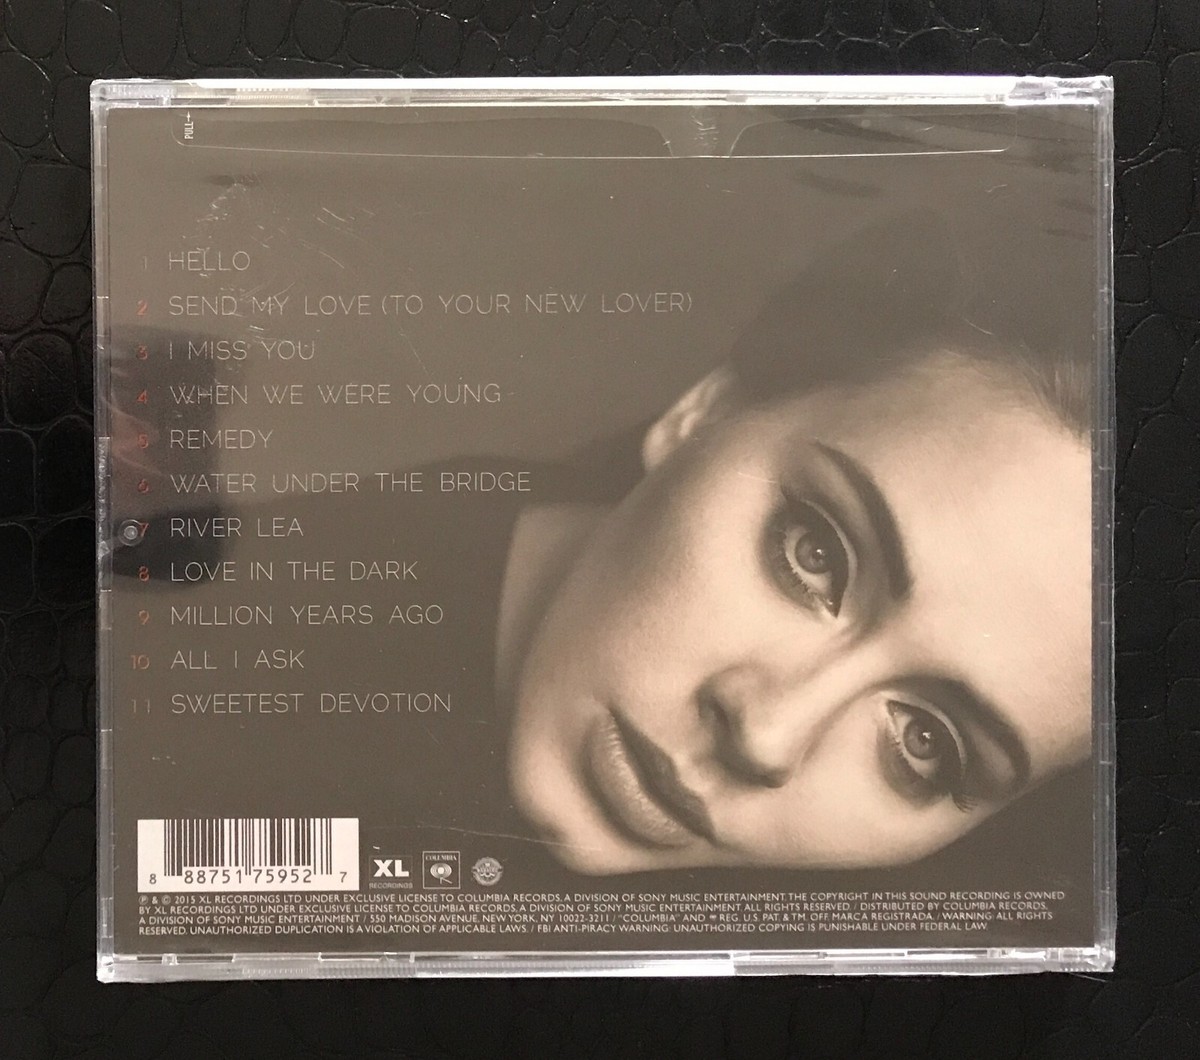 PULL
1 HELLO
2 SEND MY LOVE (TO YOUR NEW LOVER)
3 I MISS YOU
4 WHEN WE WERE YOUNG
5 REMEDY
6 WATER UNDER THE BRIDGE
7 RIVER LEA
8 LOVE IN THE DARK
9 MILLION YEARS AGO
10 ALL I ASK
11 SWEETEST DEVOTION
8 88751 75952 7
XL
RECORDINGS
COLUMBIA
℗ & © 2015 XL RECORDINGS LTD UNDER EXCLUSIVE LICENSE TO COLUMBIA RECORDS, A DIVISION OF SONY MUSIC ENTERTAINMENT. THE COPYRIGHT IN THIS SOUND RECORDING IS OWNED
BY XL RECORDINGS LTD UNDER EXCLUSIVE LICENSE TO COLUMBIA RECORDS, A DIVISION OF SONY MUSIC ENTERTAINMENT. ALL RIGHTS RESERVED / DISTRIBUTED BY COLUMBIA RECORDS,
A DIVISION OF SONY MUSIC ENTERTAINMENT / 550 MADISON AVENUE, NEW YORK, NY 10022-3211 / "COLUMBIA" AND REG. U.S. PAT. & TM. OFF. MARCA REGISTRADA. / WARNING: ALL RIGHTS
RESERVED. UNAUTHORIZED DUPLICATION IS A VIOLATION OF APPLICABLE LAWS. / FBI ANTI-PIRACY WARNING: UNAUTHORIZED COPYING IS PUNISHABLE UNDER FEDERAL LAW.